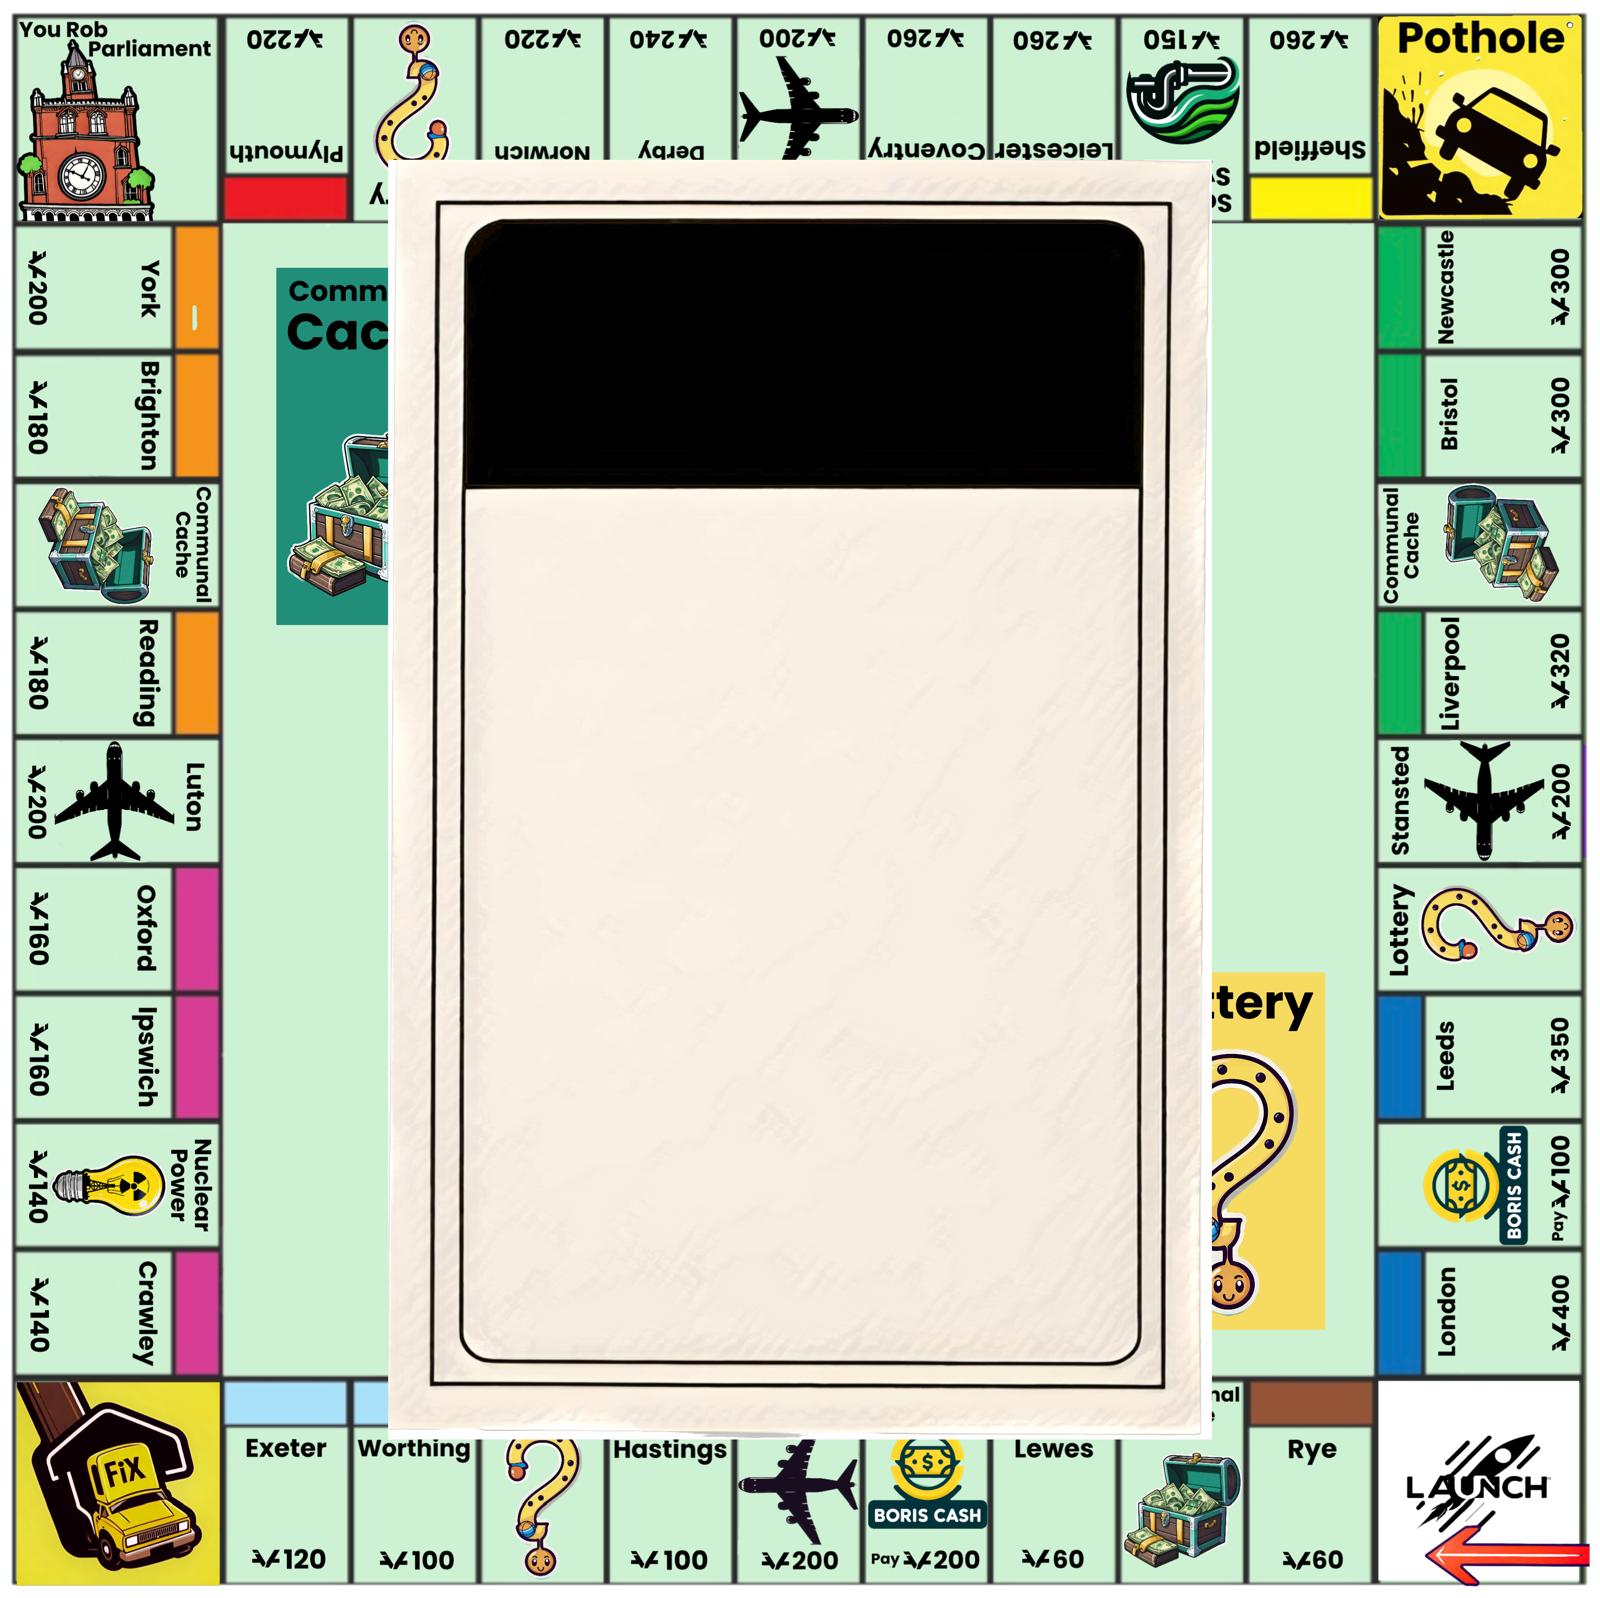 You Rob
Parliament
220
Plymouth
220
Norwich
240
Derby
200
260
Coventry
260
Leicester
150
260
Sheffield
Pothole
York
200
Brighton
180
Communal
Cache
Reading
180
Luton
200
Oxford
160
Ipswich
160
Nuclear
Power
140
Crawley
140
Newcastle
300
Bristol
300
Communal
Cache
Liverpool
320
Stansted
200
Lottery
Leeds
350
BORIS CASH
Pay 100
London
400
Comm
Cac
ttery
FiX
Exeter
120
Worthing
100
Hastings
100
200
BORIS CASH
Pay 200
Lewes
60
nal
Rye
60
LAUNCH